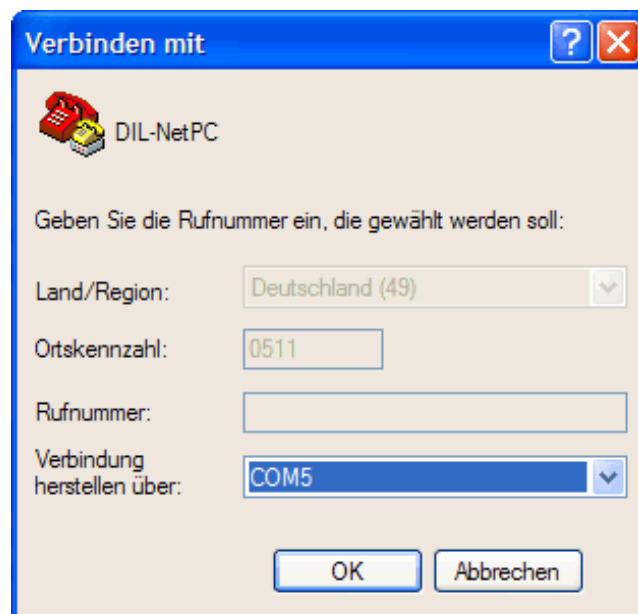 Verbinden mit
?
DIL-NetPC
Geben Sie die Rufnummer ein, die gewählt werden soll:
Land/Region: Deutschland (49)
Ortskennzahl: 0511
Rufnummer:
Verbindung
herstellen über: COM5
OK Abbrechen